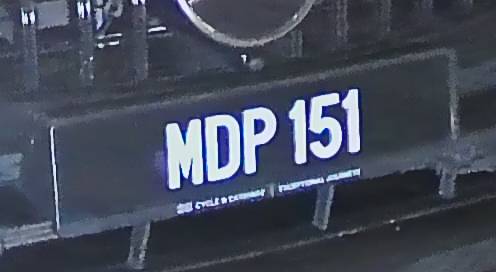 MDP 151
CYCLE & CARRIAGE | EXCEPTIONAL JOURNEYS